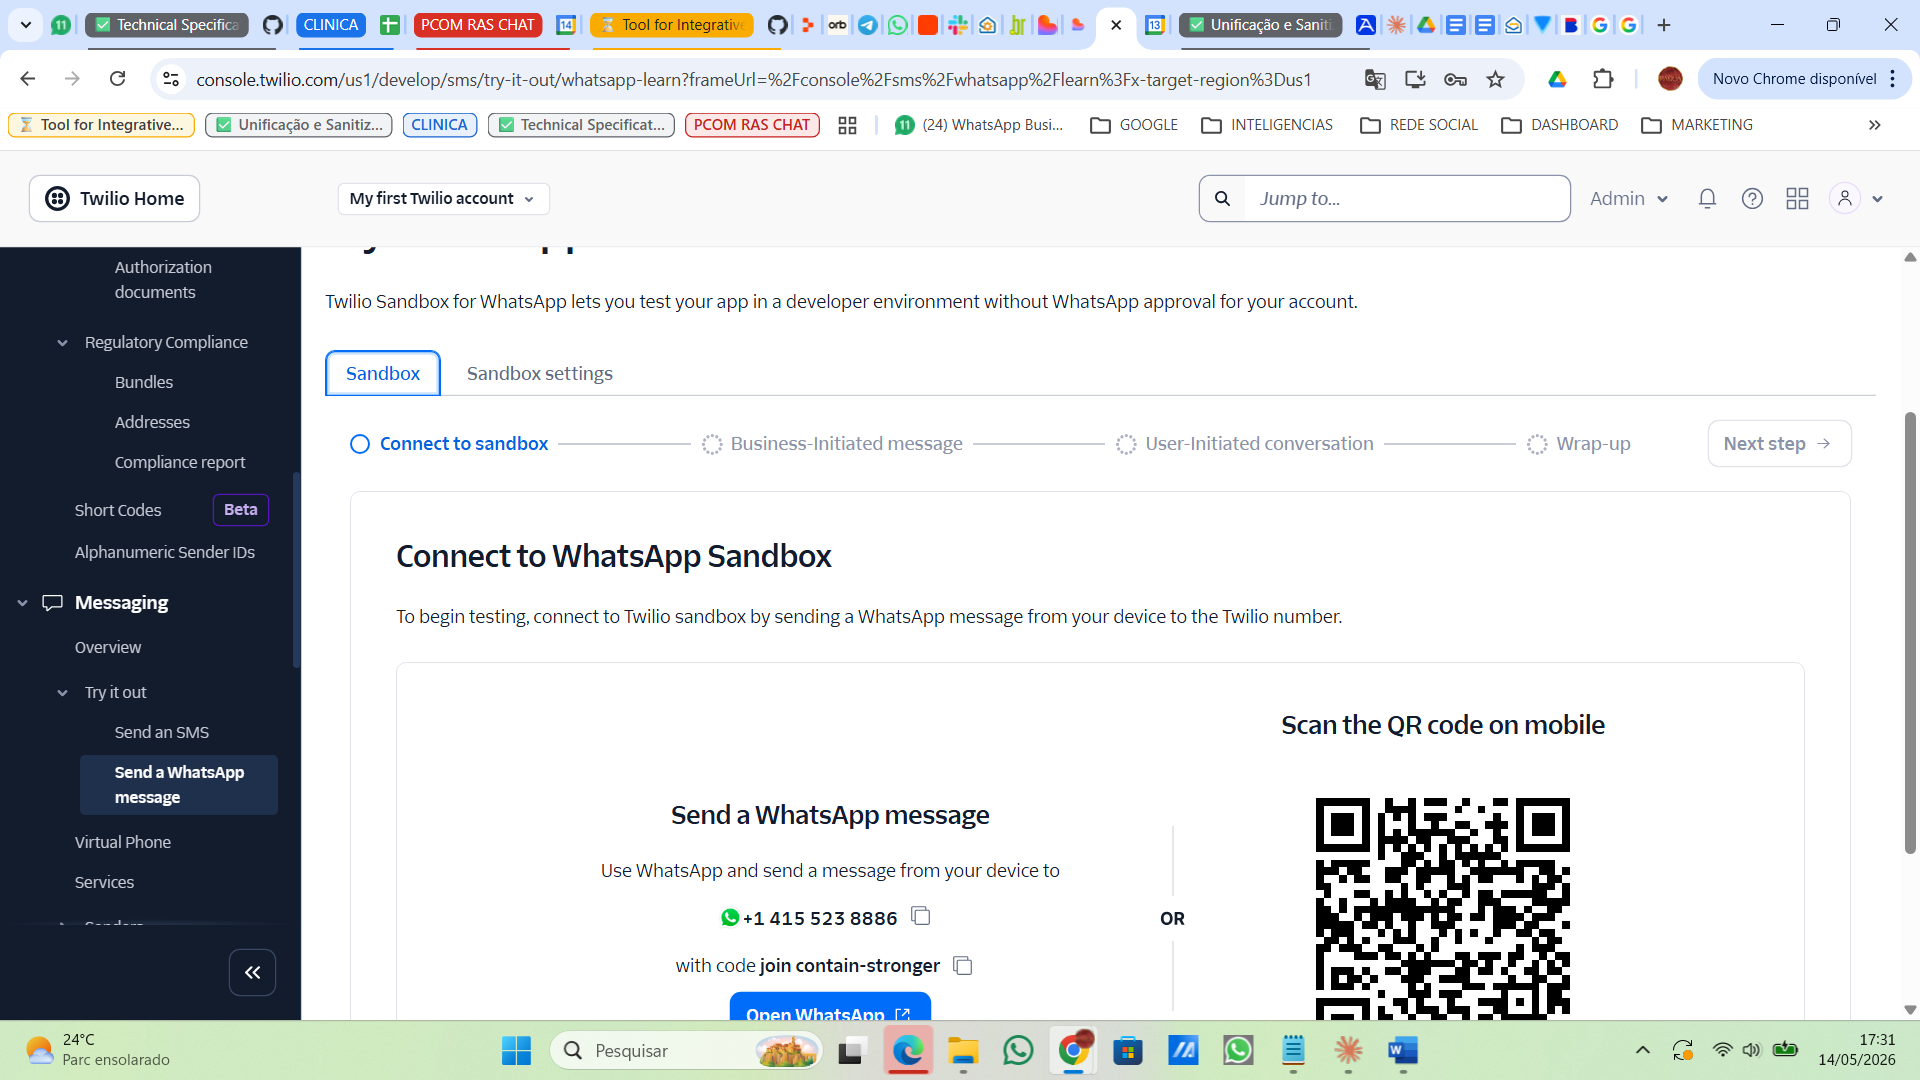 Technical Specifica
CLINICA
PCOM RAS CHAT
Tool for Integrative
Unificação e Saniti
console.twilio.com/us1/develop/sms/try-it-out/whatsapp-learn?frameUrl=%2Fconsole%2Fsms%2Fwhatsapp%2Flearn%3Fx-target-region%3Dus1
Novo Chrome disponível
Tool for Integrative...
Unificação e Sanitiz...
CLINICA
Technical Specificat...
PCOM RAS CHAT
(24) WhatsApp Busi...
GOOGLE
INTELIGENCIAS
REDE SOCIAL
DASHBOARD
MARKETING
Twilio Home
My first Twilio account
Jump to...
Admin
Authorization
documents
Regulatory Compliance
Bundles
Addresses
Compliance report
Short Codes
Beta
Alphanumeric Sender IDs
Messaging
Overview
Try it out
Send an SMS
Send a WhatsApp
message
Virtual Phone
Services
Twilio Sandbox for WhatsApp lets you test your app in a developer environment without WhatsApp approval for your account.
Sandbox
Sandbox settings
Connect to sandbox
Business-Initiated message
User-Initiated conversation
Wrap-up
Next step
Connect to WhatsApp Sandbox
To begin testing, connect to Twilio sandbox by sending a WhatsApp message from your device to the Twilio number.
Send a WhatsApp message
Use WhatsApp and send a message from your device to
+1 415 523 8886
with code join contain-stronger
Open WhatsApp
OR
Scan the QR code on mobile
24°C
Parc ensolarado
Pesquisar
17:31
14/05/2026